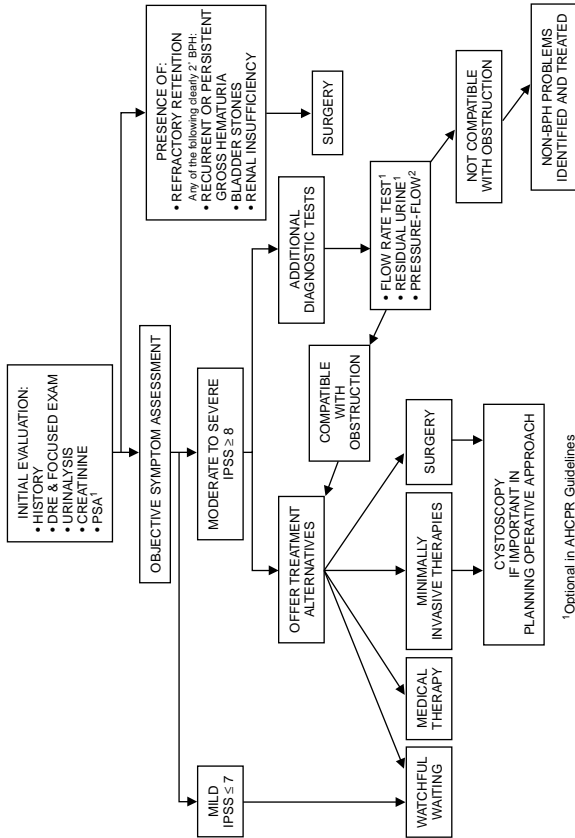 INITIAL EVALUATION:
• HISTORY
• DRE & FOCUSED EXAM
• URINALYSIS
• CREATININE
• PSA¹
PRESENCE OF:
• REFRACTORY RETENTION
Any of the following clearly 2˚ BPH:
• RECURRENT OR PERSISTENT
GROSS HEMATURIA
• BLADDER STONES
• RENAL INSUFFICIENCY
SURGERY
OBJECTIVE SYMPTOM ASSESSMENT
MILD
IPSS ≤ 7
MODERATE TO SEVERE
IPSS ≥ 8
OFFER TREATMENT
ALTERNATIVES
ADDITIONAL
DIAGNOSTIC TESTS
COMPATIBLE
WITH
OBSTRUCTION
• FLOW RATE TEST¹
• RESIDUAL URINE¹
• PRESSURE-FLOW²
NOT COMPATIBLE
WITH OBSTRUCTION
NON-BPH PROBLEMS
IDENTIFIED AND TREATED
WATCHFUL
WAITING
MEDICAL
THERAPY
MINIMALLY
INVASIVE THERAPIES
SURGERY
CYSTOSCOPY
IF IMPORTANT IN
PLANNING OPERATIVE APPROACH
¹Optional in AHCPR Guidelines